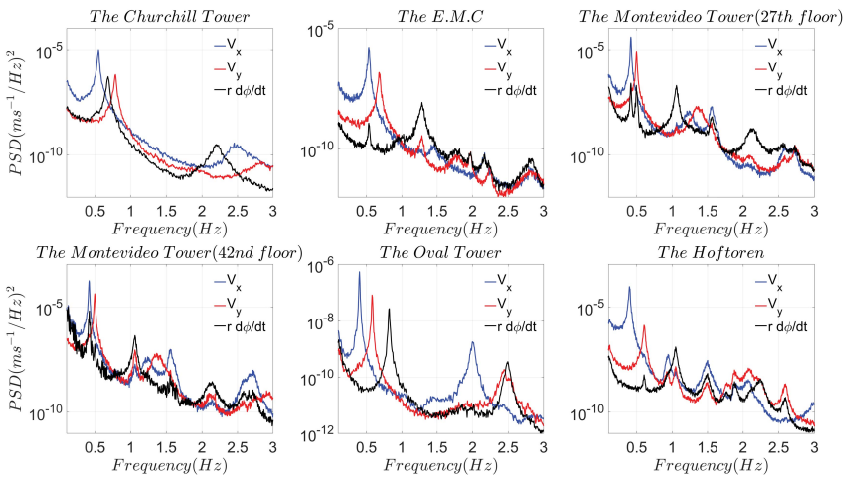 The Churchill Tower
The E.M.C
The Montevideo Tower(27th floor)
PSD(ms⁻¹/Hz)²
10⁻⁵
10⁻¹⁰
V_x
V_y
r dϕ/dt
0.5 1 1.5 2 2.5 3
Frequency(Hz)
10⁻⁵
10⁻¹⁰
V_x
V_y
r dϕ/dt
0.5 1 1.5 2 2.5 3
Frequency(Hz)
10⁻⁵
10⁻¹⁰
V_x
V_y
r dϕ/dt
0.5 1 1.5 2 2.5 3
Frequency(Hz)
The Montevideo Tower(42nd floor)
The Oval Tower
The Hoftoren
PSD(ms⁻¹/Hz)²
10⁻⁵
10⁻¹⁰
V_x
V_y
r dϕ/dt
0.5 1 1.5 2 2.5 3
Frequency(Hz)
10⁻⁶
10⁻⁸
10⁻¹⁰
10⁻¹²
V_x
V_y
r dϕ/dt
0.5 1 1.5 2 2.5 3
Frequency(Hz)
10⁻⁵
10⁻¹⁰
V_x
V_y
r dϕ/dt
0.5 1 1.5 2 2.5 3
Frequency(Hz)